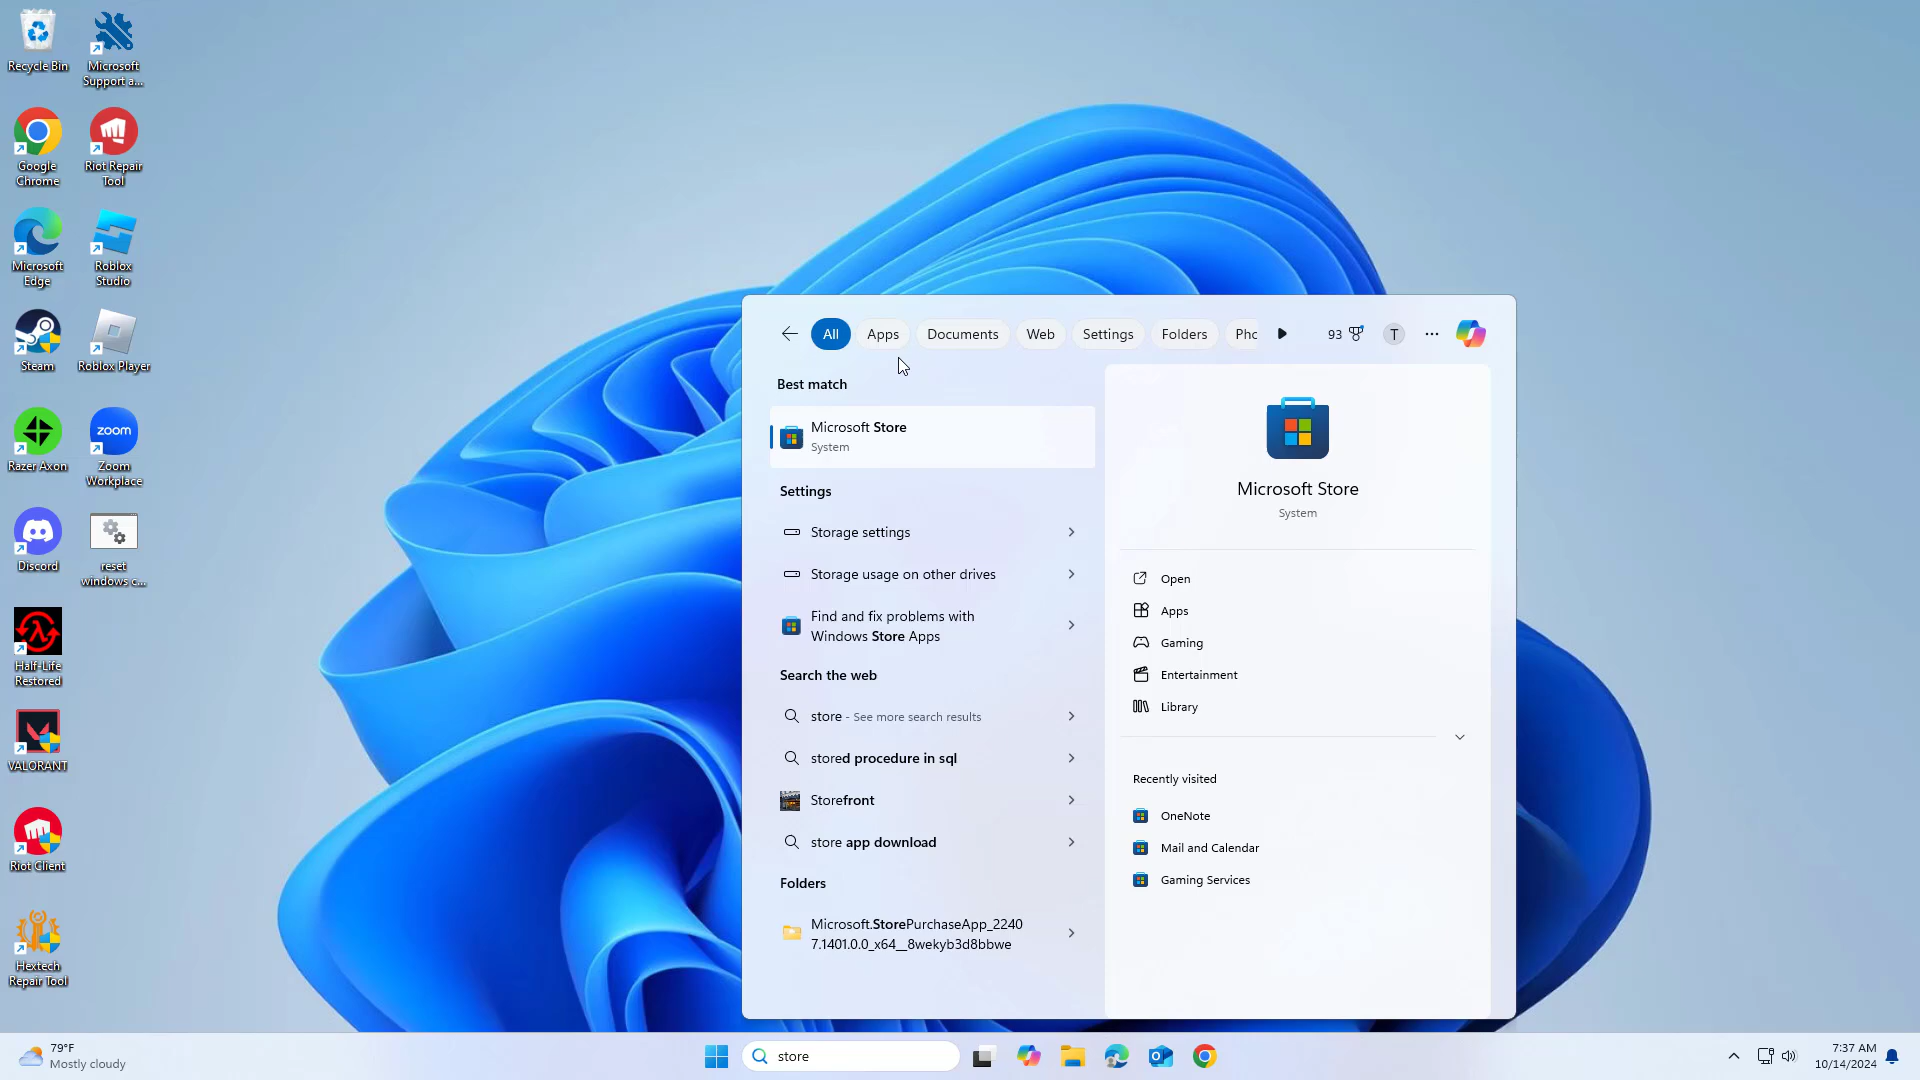 Recycle Bin
Microsoft
Support a...
Google
Chrome
Riot Repair
Tool
Microsoft
Edge
Roblox
Studio
Steam
Roblox Player
Razer Axon
zoom
Zoom
Workplace
Discord
reset
windows c...
Half-Life
Restored
VALORANT
Riot Client
Hextech
Repair Tool
All
Apps
Documents
Web
Settings
Folders
Pho
93
T
Best match
Microsoft Store
System
Settings
Storage settings
Storage usage on other drives
Find and fix problems with
Windows Store Apps
Search the web
store - See more search results
stored procedure in sql
Storefront
store app download
Folders
Microsoft.StorePurchaseApp_2240
7.1401.0.0_x64__8wekyb3d8bbwe
Microsoft Store
System
Open
Apps
Gaming
Entertainment
Library
Recently visited
OneNote
Mail and Calendar
Gaming Services
79°F
Mostly cloudy
store
7:37 AM
10/14/2024